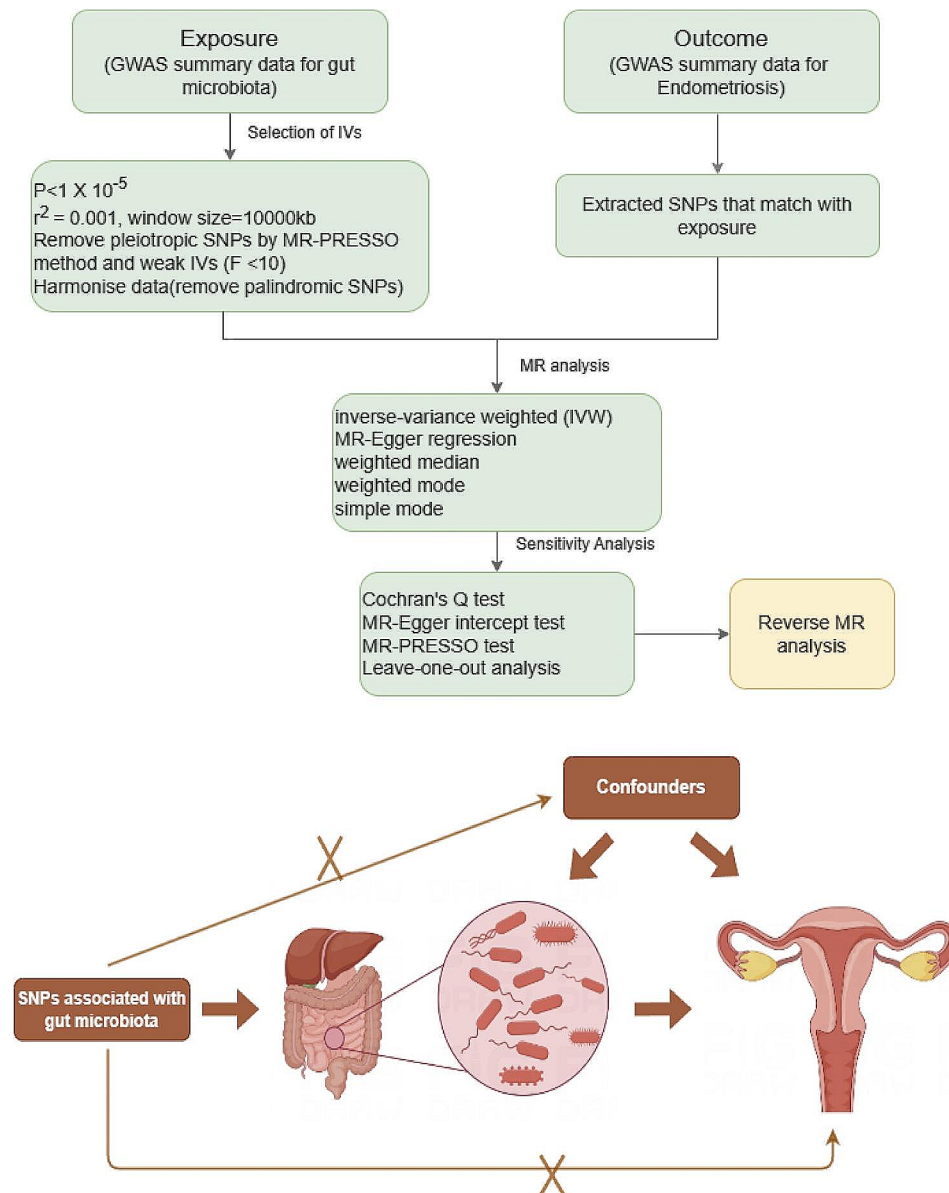 Exposure
(GWAS summary data for gut
microbiota)
Outcome
(GWAS summary data for
Endometriosis)
Selection of IVs
P<1 X 10⁻⁵
r² = 0.001, window size=10000kb
Remove pleiotropic SNPs by MR-PRESSO
method and weak IVs (F <10)
Harmonise data(remove palindromic SNPs)
Extracted SNPs that match with
exposure
MR analysis
inverse-variance weighted (IVW)
MR-Egger regression
weighted median
weighted mode
simple mode
Sensitivity Analysis
Cochran's Q test
MR-Egger intercept test
MR-PRESSO test
Leave-one-out analysis
Reverse MR
analysis
Confounders
SNPs associated with
gut microbiota